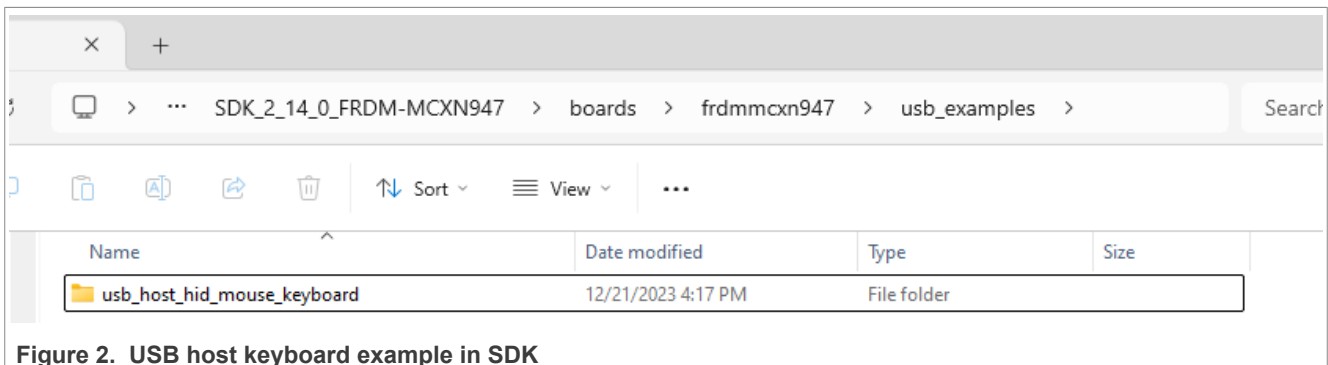 SDK_2_14_0_FRDM-MCXN947 > boards > frdmmcxn947 > usb_examples >
Search
Sort
View
Name Date modified Type Size
usb_host_hid_mouse_keyboard 12/21/2023 4:17 PM File folder
Figure 2. USB host keyboard example in SDK